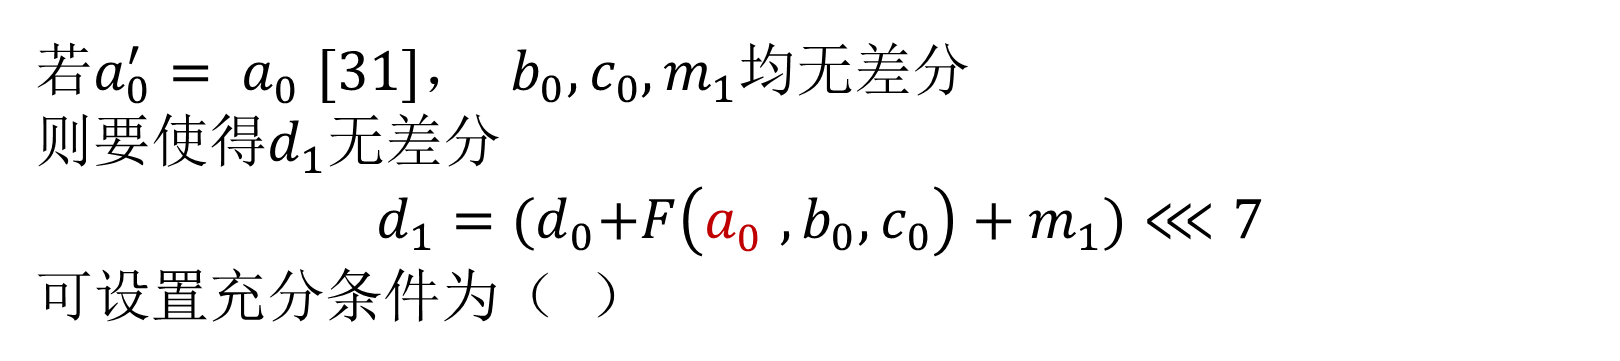 若a₀′ = a₀ [31]， b₀, c₀, m₁均无差分
则要使得d₁无差分
d₁ = (d₀+F(a₀ , b₀, c₀) + m₁) ⋘ 7
可设置充分条件为（ ）